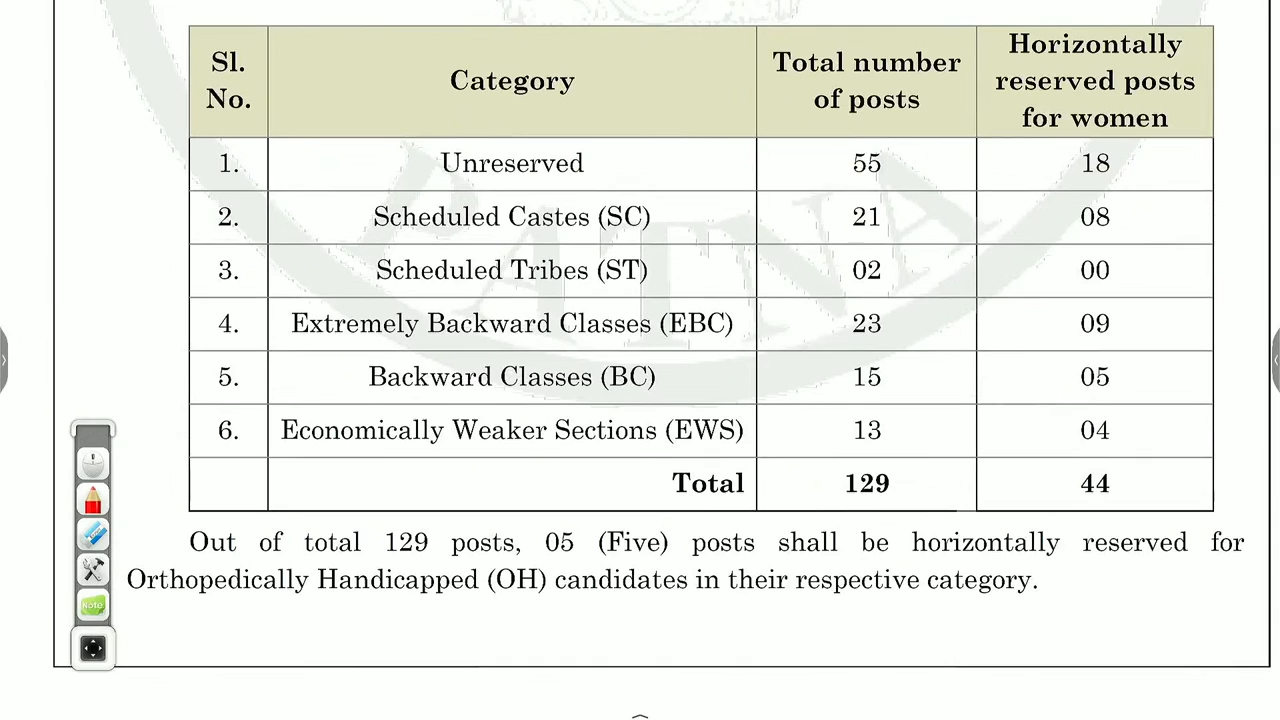 Sl. No. Category Total number of posts Horizontally reserved posts for women
1. Unreserved 55 18
2. Scheduled Castes (SC) 21 08
3. Scheduled Tribes (ST) 02 00
4. Extremely Backward Classes (EBC) 23 09
5. Backward Classes (BC) 15 05
6. Economically Weaker Sections (EWS) 13 04
Total 129 44
Out of total 129 posts, 05 (Five) posts shall be horizontally reserved for
Orthopedically Handicapped (OH) candidates in their respective category.
PATNA
Note